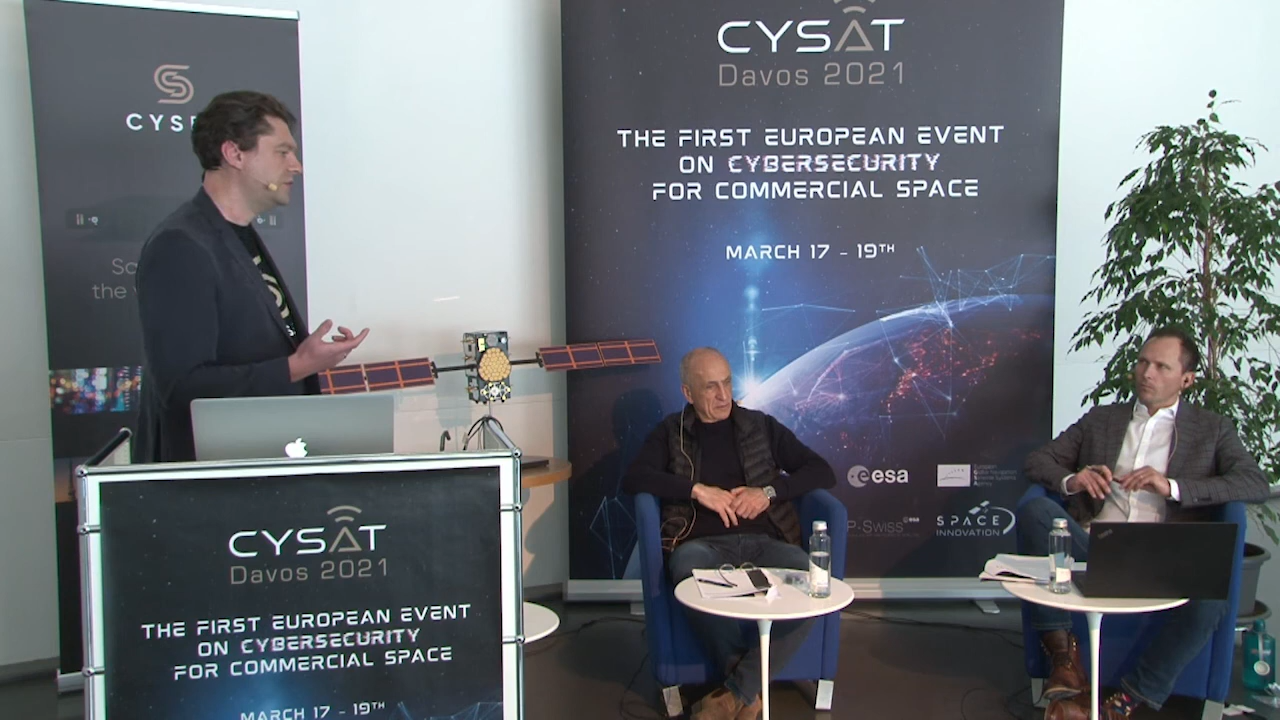 CYSAT
Davos 2021
THE FIRST EUROPEAN EVENT
ON CYBERSECURITY
FOR COMMERCIAL SPACE
MARCH 17 - 19TH
esa
SPACE
INNOVATION
CYSAT
Davos 2021
THE FIRST EUROPEAN EVENT
ON CYBERSECURITY
FOR COMMERCIAL SPACE
MARCH 17 - 19TH